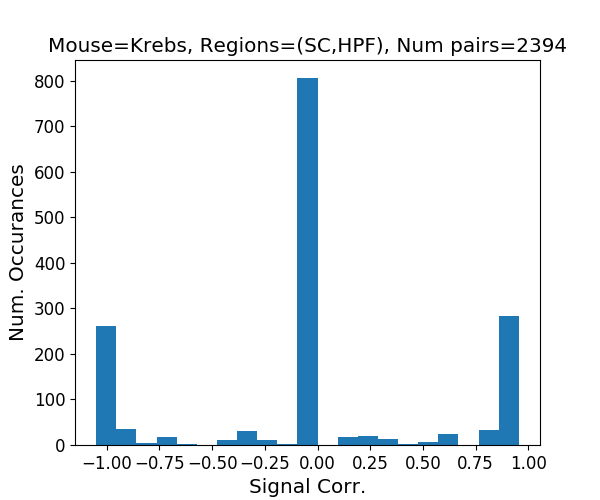 Mouse=Krebs, Regions=(SC,HPF), Num pairs=2394
Num. Occurances
800
700
600
500
400
300
200
100
0
−1.00 −0.75 −0.50 −0.25 0.00 0.25 0.50 0.75 1.00
Signal Corr.